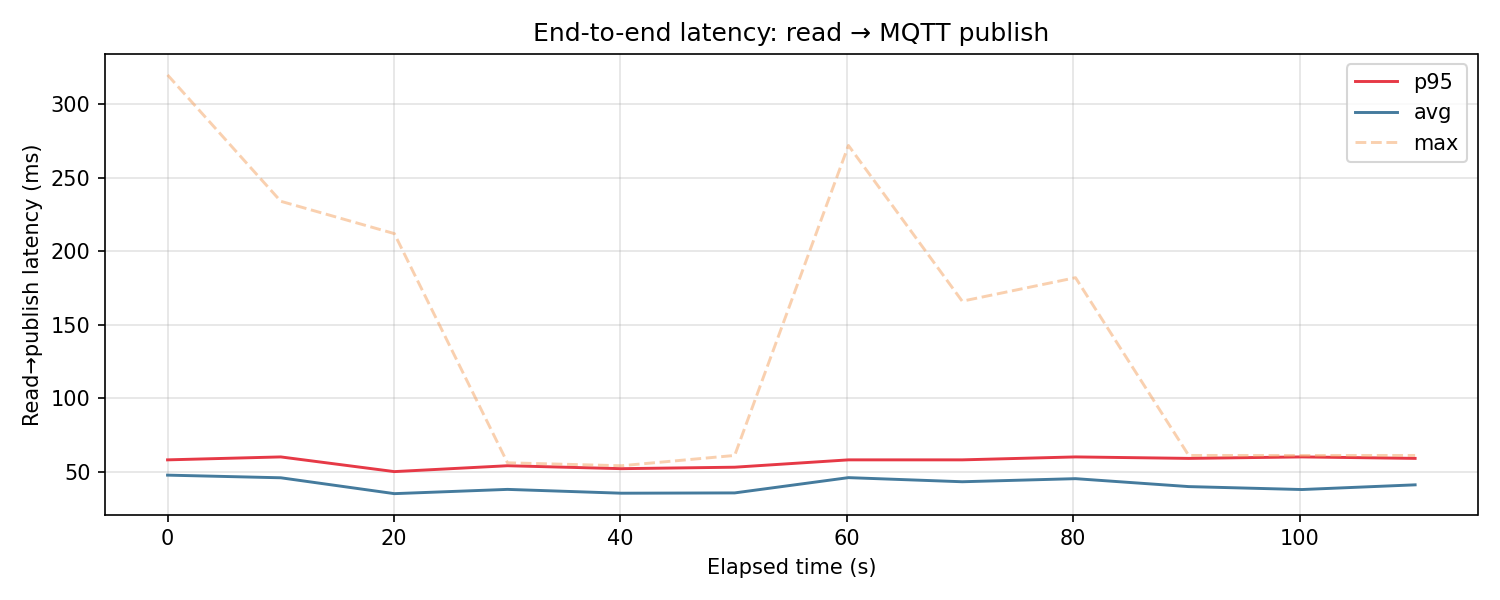 End-to-end latency: read → MQTT publish
Read→publish latency (ms)
300
250
200
150
100
50
p95
avg
max
0 20 40 60 80 100
Elapsed time (s)